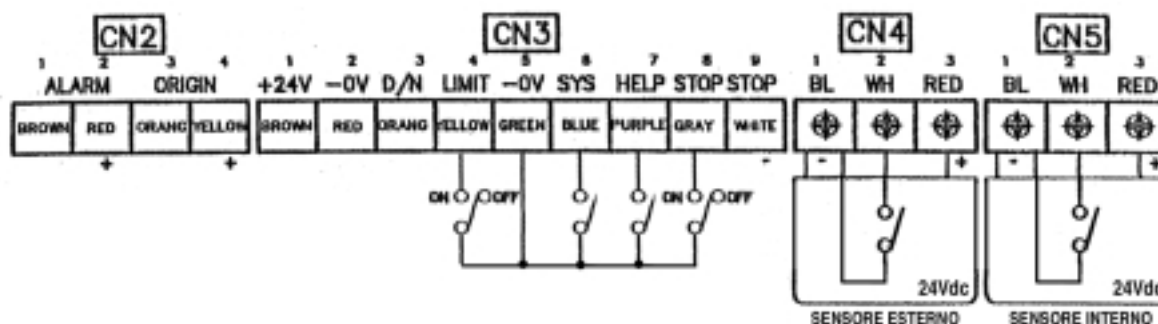 CN2 CN3 CN4 CN5
1 2 3 4 1 2 3 4 5 6 7 8 9 1 2 3 1 2 3
ALARM ORIGIN +24V -0V D/N LIMIT -0V SYS HELP STOP STOP BL WH RED BL WH RED
BROWN RED ORANG YELLOW BROWN RED ORANG YELLOW GREEN BLUE PURPLE GRAY WHITE
+ + - - + - +
ON OFF ON OFF
24Vdc 24Vdc
SENSORE ESTERNO SENSORE INTERNO